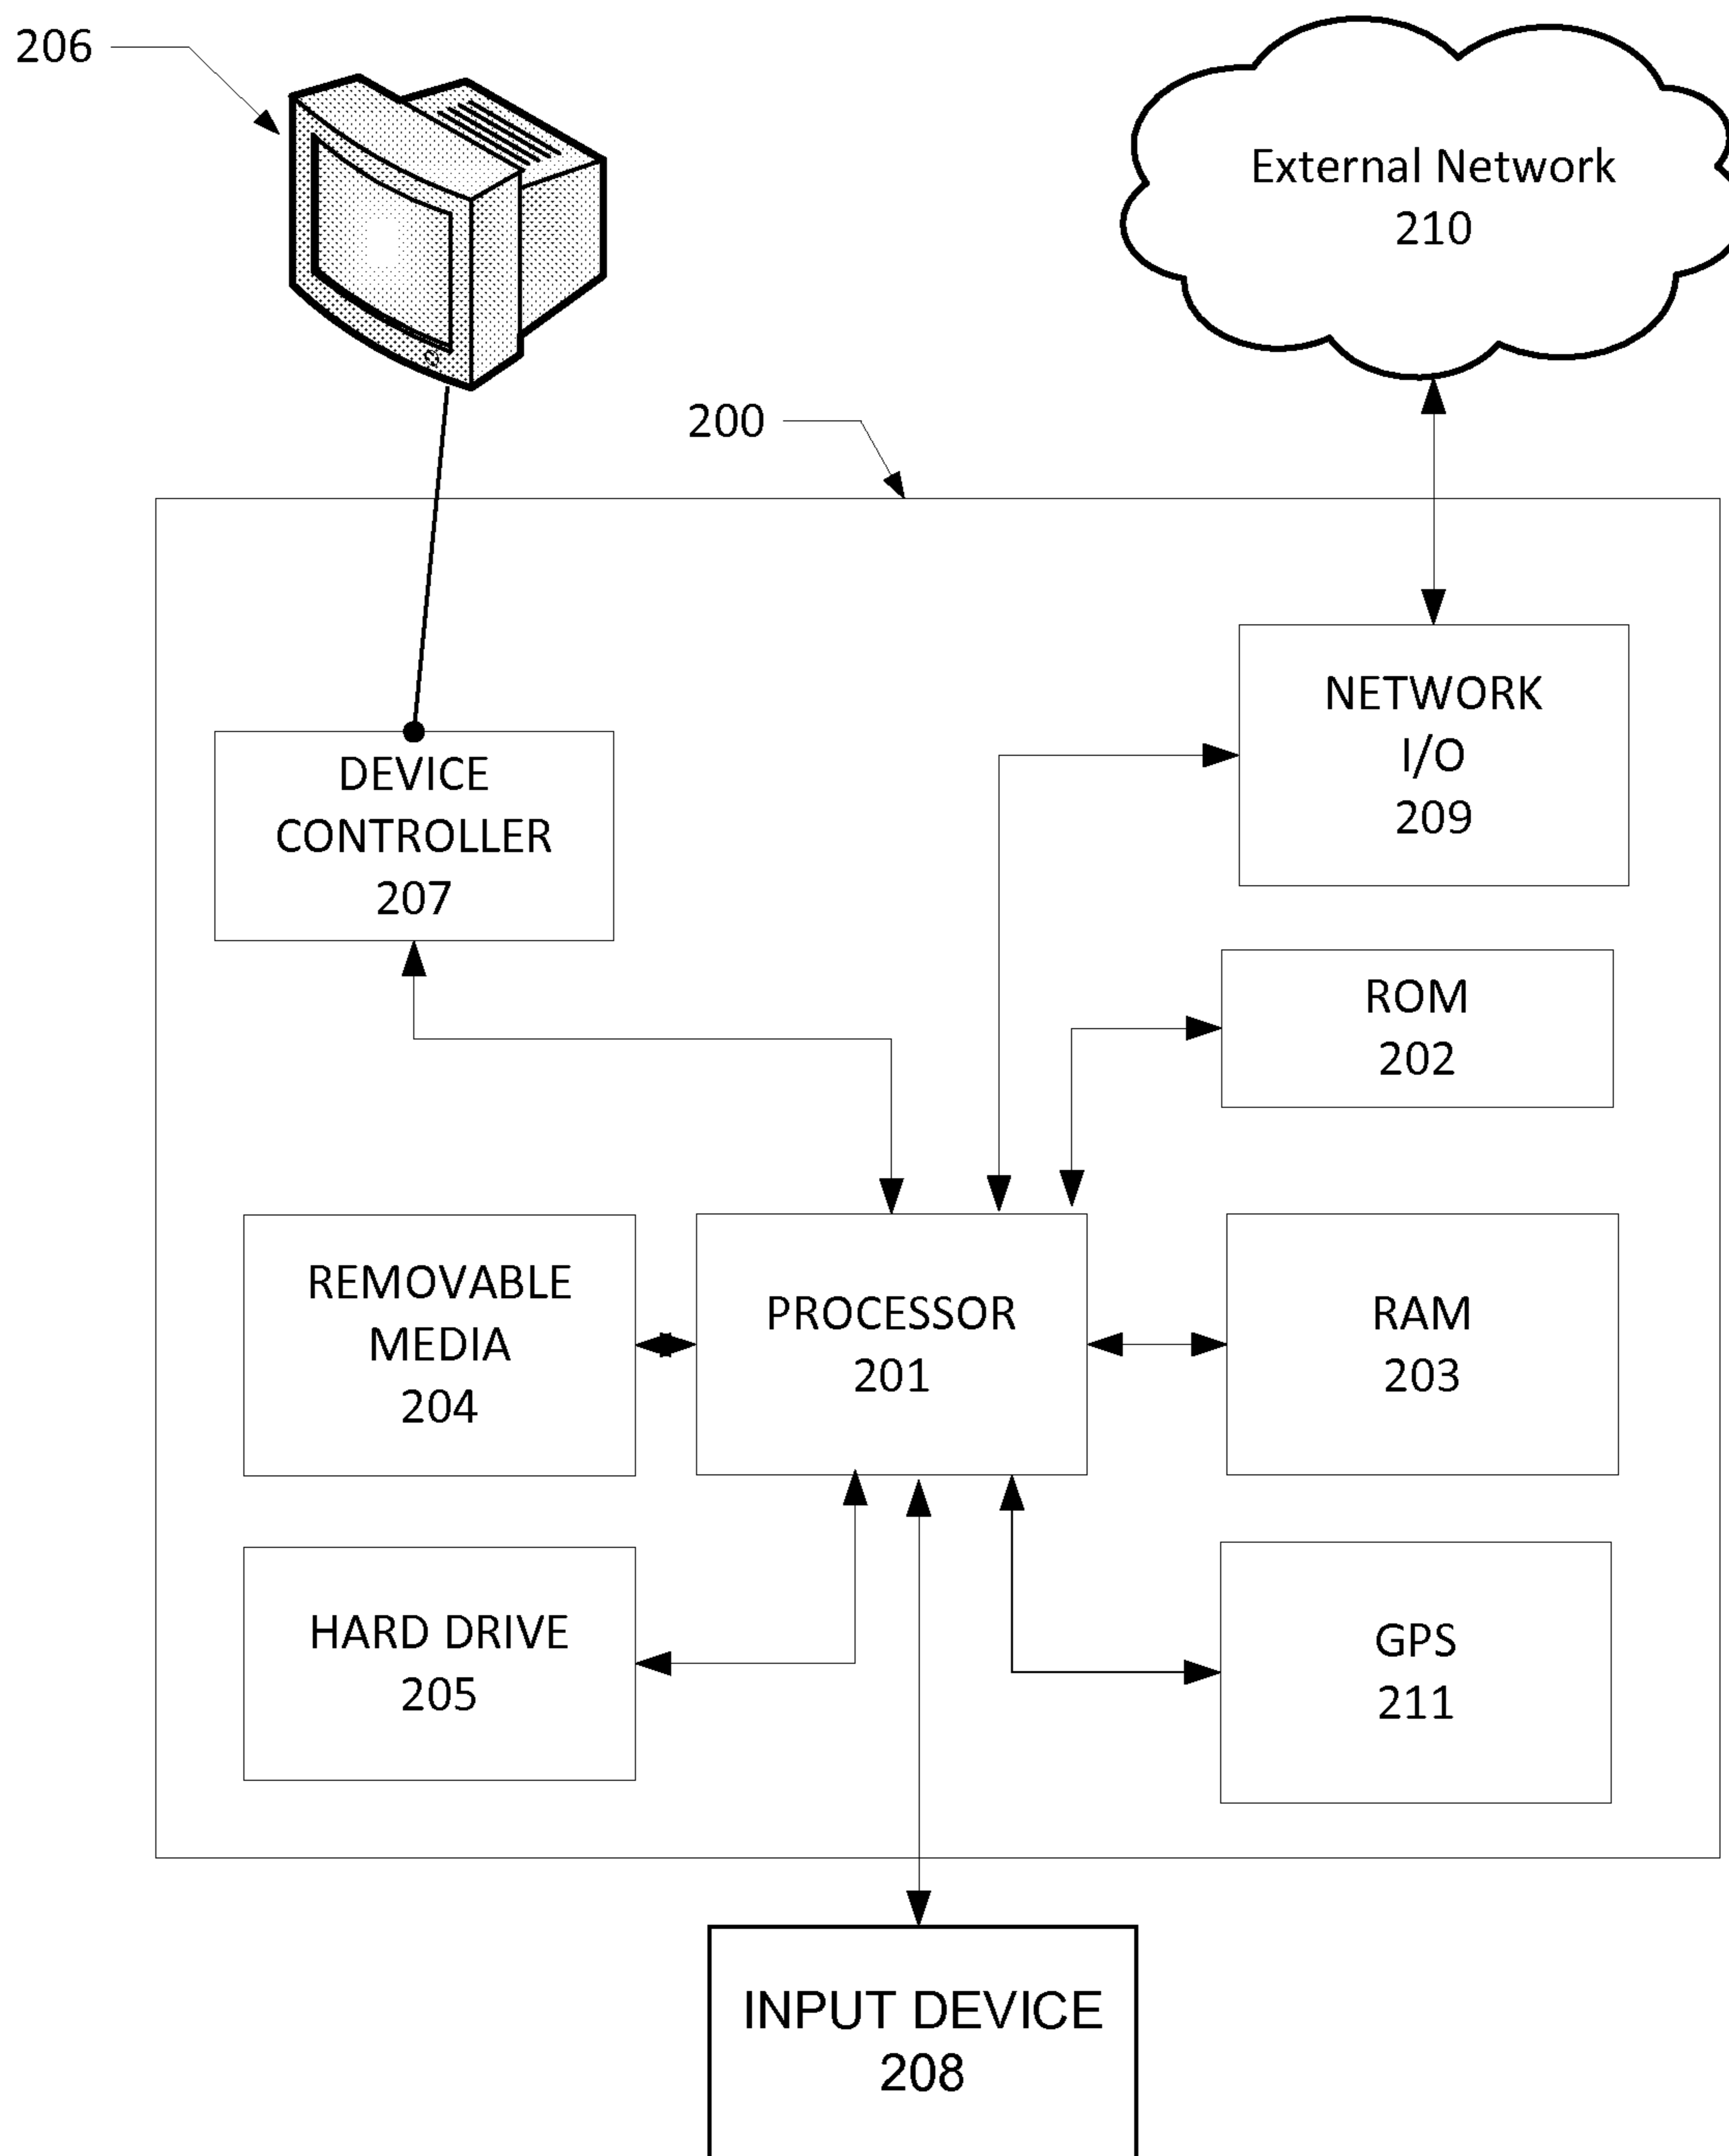 206
External Network
210
200
NETWORK
I/O
209
DEVICE
CONTROLLER
207
ROM
202
REMOVABLE
MEDIA
204
PROCESSOR
201
RAM
203
HARD DRIVE
205
GPS
211
INPUT DEVICE
208